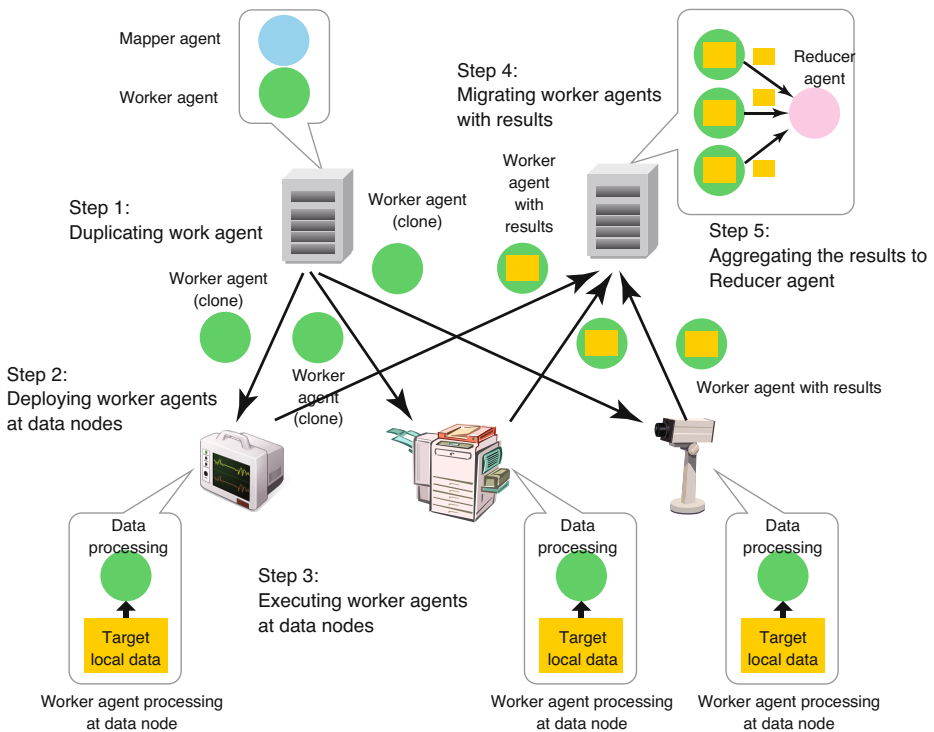 Mapper agent
Worker agent
Step 1:
Duplicating work agent
Worker agent
(clone)
Worker agent
(clone)
Worker
agent
(clone)
Step 2:
Deploying worker agents
at data nodes
Step 4:
Migrating worker agents
with results
Worker
agent
with
results
Reducer
agent
Step 5:
Aggregating the results to
Reducer agent
Worker agent with results
Data
processing
Target
local data
Worker agent processing
at data node
Step 3:
Executing worker agents
at data nodes
Data
processing
Target
local data
Worker agent processing
at data node
Data
processing
Target
local data
Worker agent processing
at data node